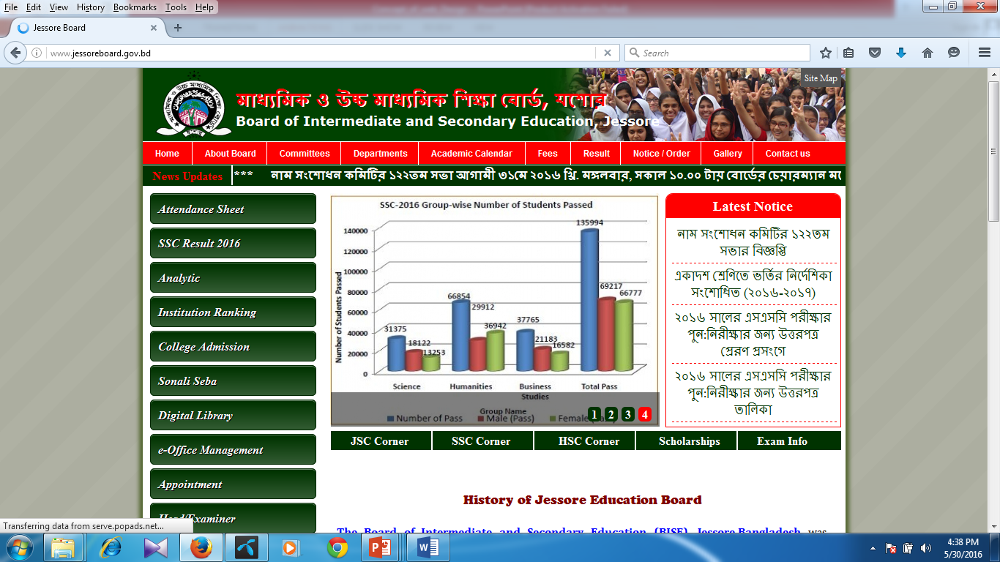 File Edit View History Bookmarks Tools Help
Jessore Board
www.jessoreboard.gov.bd
Search
Site Map
মাধ্যমিক ও উচ্চ মাধ্যমিক শিক্ষা বোর্ড, যশোর
Board of Intermediate and Secondary Education, Jessore
Home About Board Committees Departments Academic Calendar Fees Result Notice / Order Gallery Contact us
News Updates *** নাম সংশোধন কমিটির ১২২তম সভা আগামী ৩১মে ২০১৬ খ্রি. মঙ্গলবার, সকাল ১০.০০ টায় বোর্ডের চেয়ারম্যান
Attendance Sheet
SSC Result 2016
Analytic
Institution Ranking
College Admission
Sonali Seba
Digital Library
e-Office Management
Appointment
Head/Examiner
SSC-2016 Group-wise Number of Students Passed
Number of Students Passed
140000
120000
100000
80000
60000
40000
20000
0
31375
18122
13253
66854
29912
36942
37765
21183
16582
135994
69217
66777
Science
Humanities
Business
Studies
Total Pass
Group Name
Number of Pass Male (Pass) Female (Pass)
1 2 3 4
Latest Notice
নাম সংশোধন কমিটির ১২২তম
সভার বিজ্ঞপ্তি
একাদশ শ্রেণিতে ভর্তির নির্দেশিকা
সংশোধিত (২০১৬-২০১৭)
২০১৬ সালের এসএসসি পরীক্ষার
পুন:নিরীক্ষার জন্য উত্তরপত্র
প্রেরণ প্রসংগে
২০১৬ সালের এসএসসি পরীক্ষার
পুন:নিরীক্ষার জন্য উত্তরপত্র
তালিকা
JSC Corner SSC Corner HSC Corner Scholarships Exam Info
History of Jessore Education Board
The Board of Intermediate and Secondary Education (BISE), Jessore,Bangladesh was
Transferring data from serve.popads.net...
4:38 PM
5/30/2016